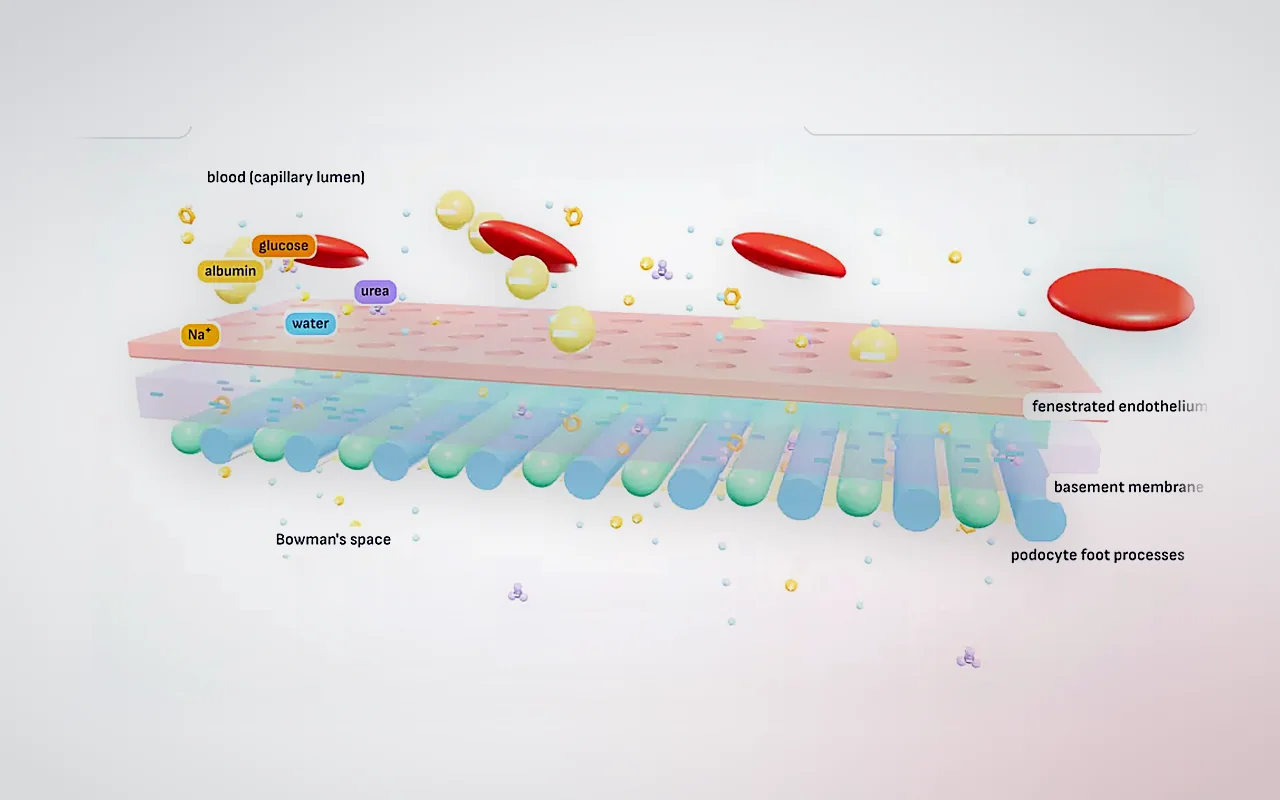 blood (capillary lumen)
glucose
albumin
urea
water
Na⁺
fenestrated endothelium
basement membrane
Bowman's space
podocyte foot processes